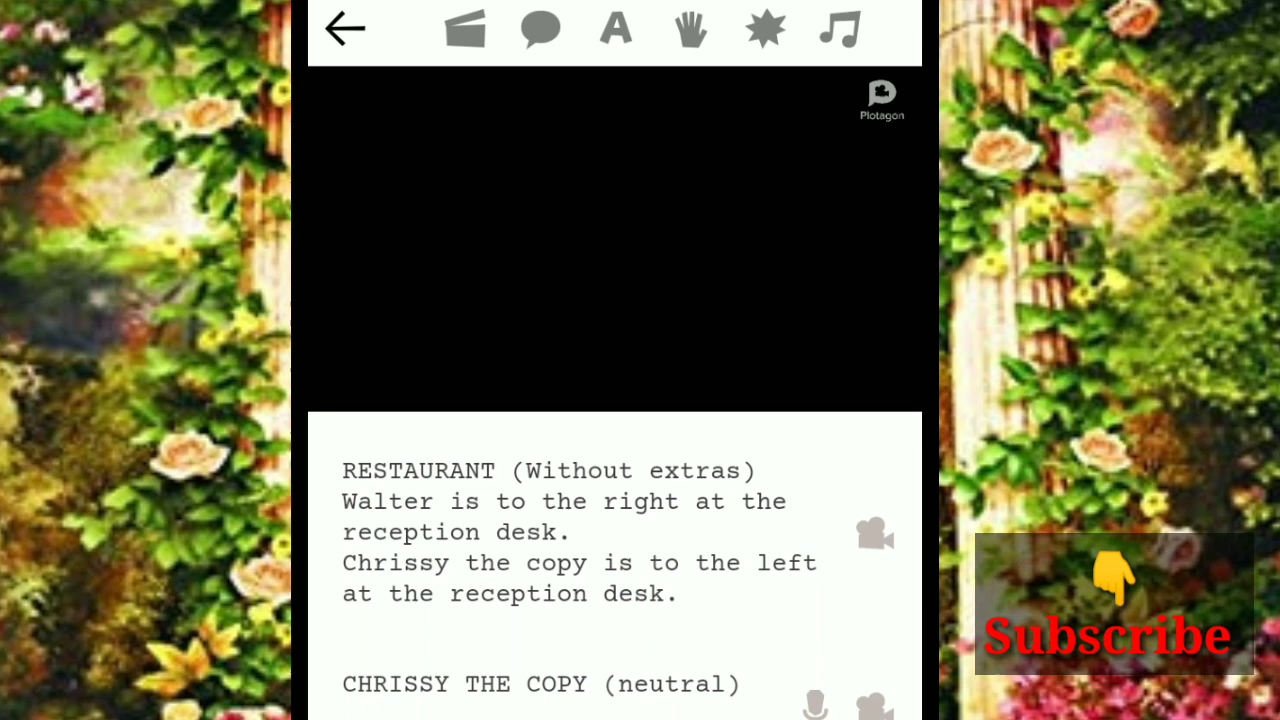 A
Plotagon
RESTAURANT (Without extras)
Walter is to the right at the
reception desk.
Chrissy the copy is to the left
at the reception desk.
CHRISSY THE COPY (neutral)
Subscribe